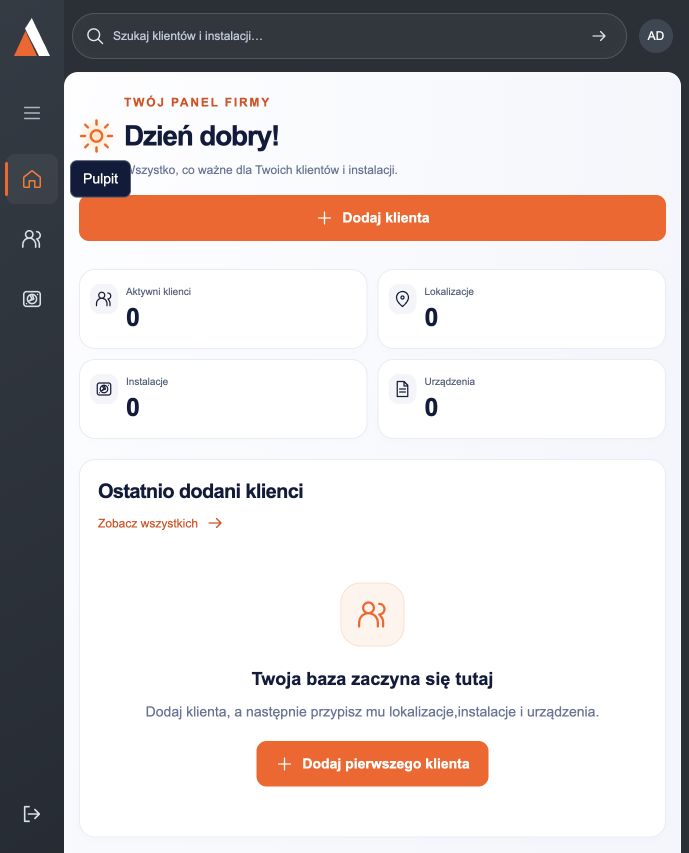 Szukaj klientów i instalacji...
AD
TWÓJ PANEL FIRMY
Dzień dobry!
Wszystko, co ważne dla Twoich klientów i instalacji.
Pulpit
Dodaj klienta
Aktywni klienci
0
Lokalizacje
0
Instalacje
0
Urządzenia
0
Ostatnio dodani klienci
Zobacz wszystkich
Twoja baza zaczyna się tutaj
Dodaj klienta, a następnie przypisz mu lokalizacje,instalacje i urządzenia.
Dodaj pierwszego klienta